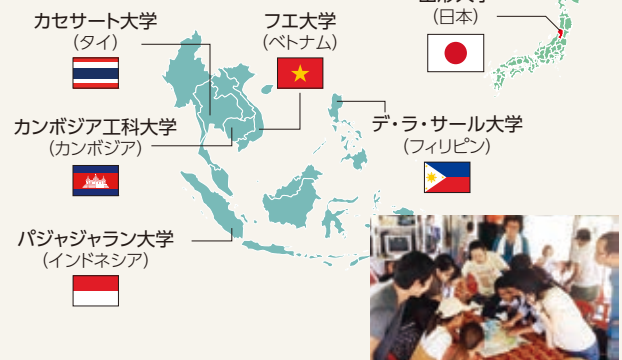 カセサート大学
（タイ）
フエ大学
（ベトナム）
（日本）
カンボジア工科大学
（カンボジア）
デ・ラ・サール大学
（フィリピン）
パジャジャラン大学
（インドネシア）